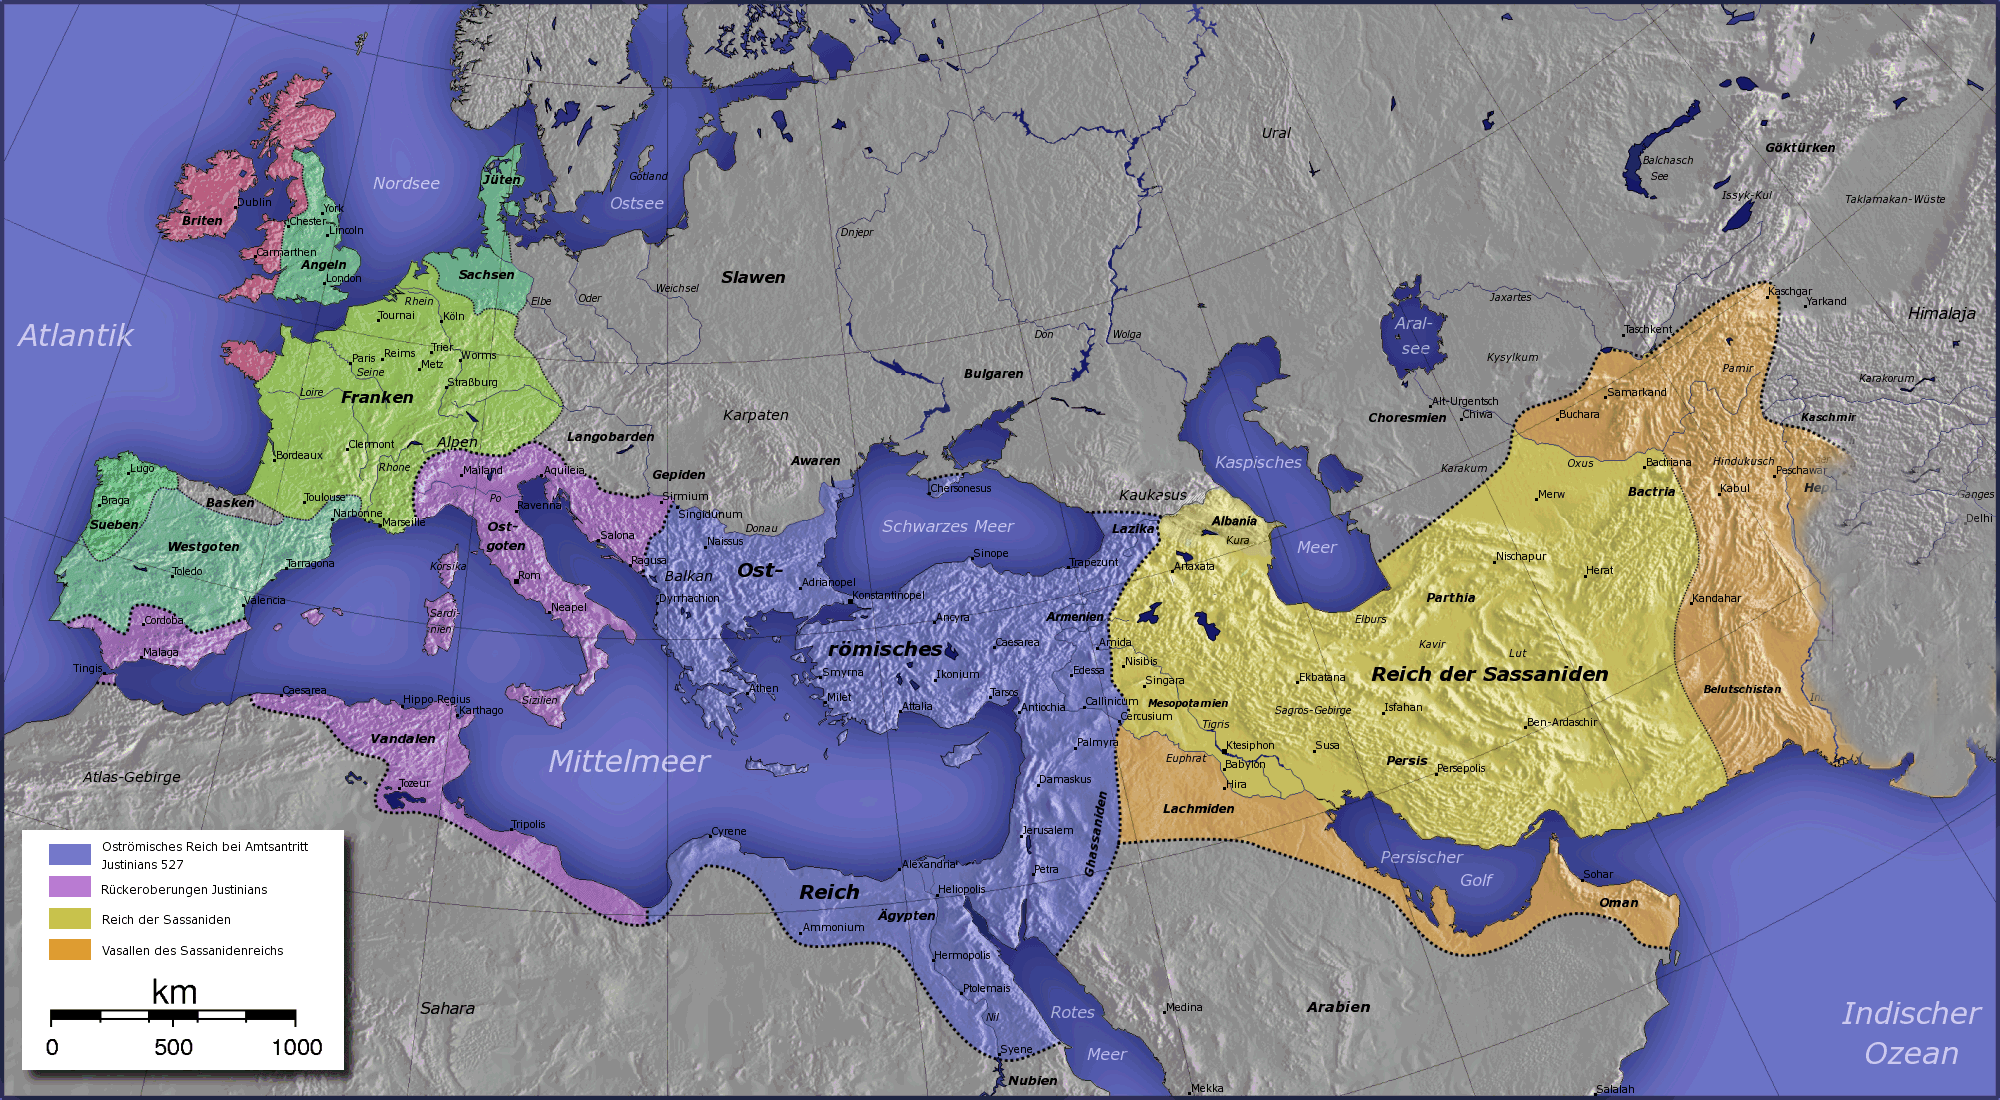 Ural
Göktürken
Balchasch
See
Issyk-Kul
Taklamakan-Wüste
Jüten
Nordsee
Gotland
Ostsee
Dublin
Briten
York
Chester
Lincoln
Carmarthen
Angeln
London
Dnjepr
Sachsen
Slawen
Weichsel
Oder
Elbe
Rhein
Tournai
Köln
Atlantik
Jaxartes
Kaschgar
Yarkand
Himalaja
Taschkent
Aral-
see
Don
Wolga
Kysylkum
Paris
Reims
Trier
Worms
Metz
Seine
Straßburg
Loire
Franken
Bulgaren
Pamir
Karakorum
Samarkand
Alt-Urgentsch
Chiwa
Choresmien
Buchara
Kaschmir
Karpaten
Langobarden
Alpen
Clermont
Bordeaux
Rhone
Awaren
Gepiden
Kaspisches
Meer
Karakum
Oxus
Bactriana
Hindukusch
Peschawar
Kabul
Bactria
Hep
Ganges
Delhi
Merw
Lugo
Braga
Sueben
Basken
Toulouse
Narbonne
Marseille
Westgoten
Toledo
Tarragona
Valencia
Cordoba
Malaga
Tingis
Mailand
Aquileia
Po
Ravenna
Ost-
goten
Sirmium
Singidunum
Salona
Ragusa
Donau
Naissus
Korsika
Rom
Neapel
Sardi-
nien
Sizilien
Balkan
Dyrrhachion
Ost-
römisches
Reich
Adrianopel
Konstantinopel
Chersonesus
Schwarzes Meer
Sinope
Trapezunt
Kaukasus
Lazika
Albania
Kura
Artaxata
Armenien
Ancyra
Caesarea
Amida
Nisibis
Edessa
Singara
Smyrna
Milet
Athen
Ikonium
Attalia
Tarsos
Antiochia
Callinicum
Cercusium
Mesopotamien
Tigris
Palmyra
Euphrat
Ktesiphon
Babylon
Hira
Susa
Damaskus
Lachmiden
Ghassaniden
Jerusalem
Petra
Nischapur
Herat
Parthia
Elburs
Kavir
Lut
Kandahar
Reich der Sassaniden
Ekbatana
Sagros-Gebirge
Isfahan
Ben-Ardaschir
Persis
Persepolis
Belutschistan
Caesarea
Hippo-Regius
Karthago
Vandalen
Atlas-Gebirge
Tozeur
Tripolis
Mittelmeer
Cyrene
Alexandria
Heliopolis
Ägypten
Ammonium
Hermopolis
Ptolemais
Nil
Syene
Nubien
Rotes
Meer
Sahara
Persischer
Golf
Sohar
Oman
Medina
Arabien
Mekka
Salalah
Indischer
Ozean
Oströmisches Reich bei Amtsantritt
Justinians 527
Rückeroberungen Justinians
Reich der Sassaniden
Vasallen des Sassanidenreichs
km
0 500 1000